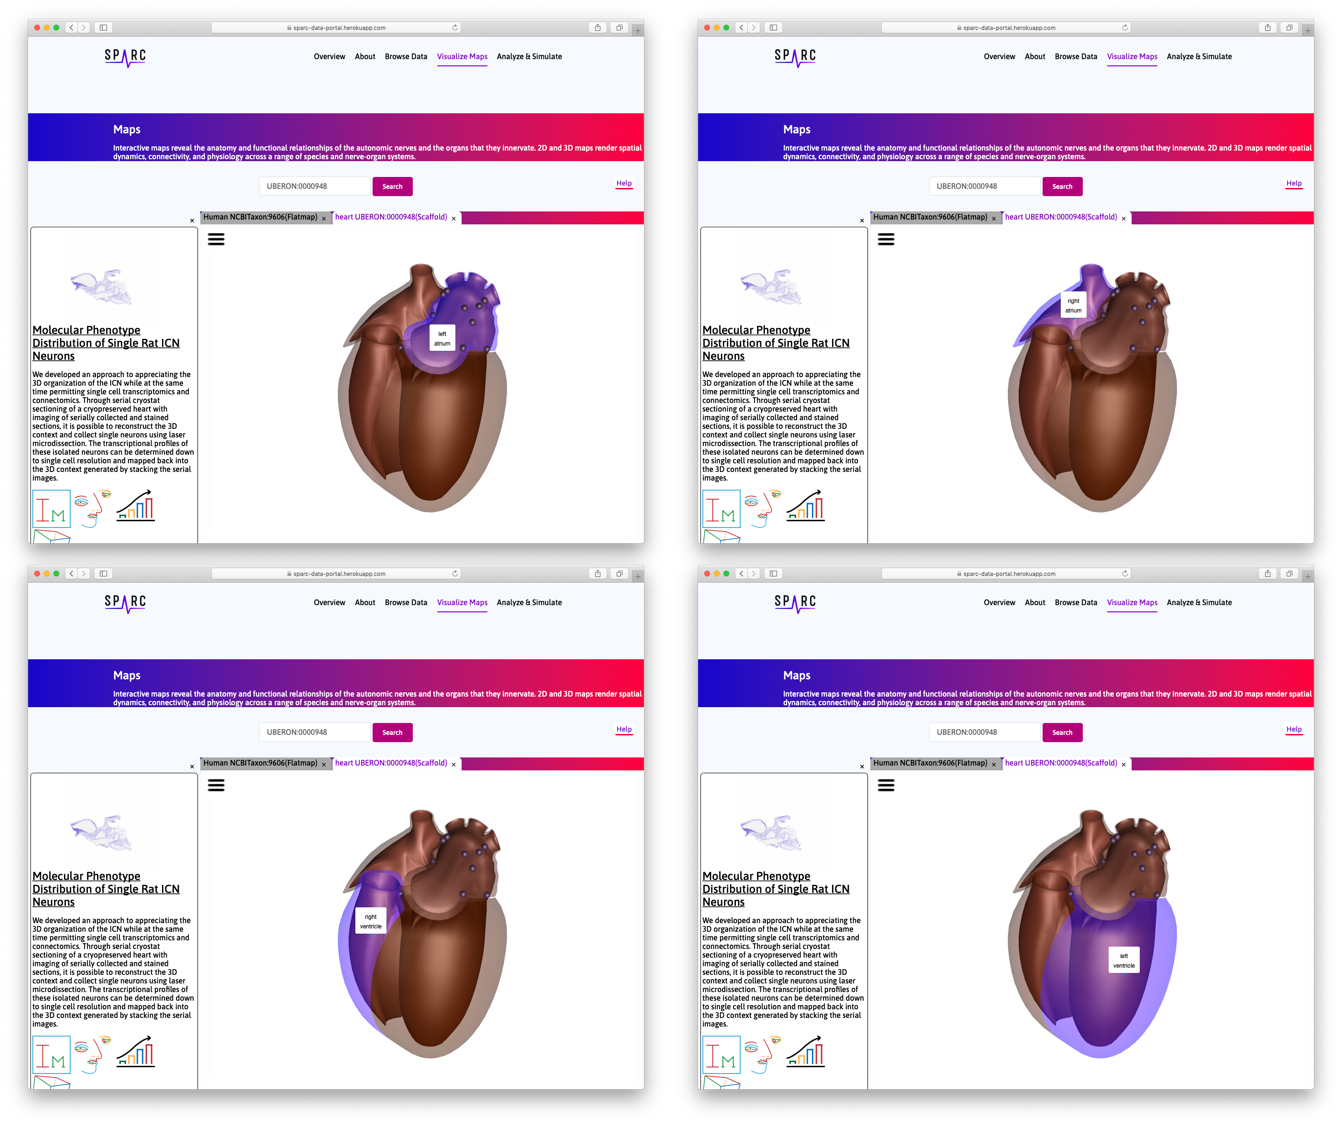 sparc-data-portal.herokuapp.com
SPARC
Overview About Browse Data Visualize Maps Analyze & Simulate
Maps
Interactive maps reveal the anatomy and functional relationships of the autonomic nerves and the organs that they innervate. 2D and 3D maps render spatial
dynamics, connectivity, and physiology across a range of species and nerve-organ systems.
UBERON:0000948 Search Help
Human NCBITaxon:9606(Flatmap) × heart UBERON:0000948(Scaffold) ×
×
left
atrium
Molecular Phenotype
Distribution of Single Rat ICN
Neurons
We developed an approach to appreciating the
3D organization of the ICN while at the same
time permitting single cell transcriptomics and
connectomics. Through serial cryostat
sectioning of a cryopreserved heart with
imaging of serially collected and stained
sections, it is possible to reconstruct the 3D
context and collect single neurons using laser
microdissection. The transcriptional profiles of
these isolated neurons can be determined down
to single cell resolution and mapped back into
the 3D context generated by stacking the serial
images.
IM
sparc-data-portal.herokuapp.com
SPARC
Overview About Browse Data Visualize Maps Analyze & Simulate
Maps
Interactive maps reveal the anatomy and functional relationships of the autonomic nerves and the organs that they innervate. 2D and 3D maps render spatial
dynamics, connectivity, and physiology across a range of species and nerve-organ systems.
UBERON:0000948 Search Help
Human NCBITaxon:9606(Flatmap) × heart UBERON:0000948(Scaffold) ×
×
right
atrium
Molecular Phenotype
Distribution of Single Rat ICN
Neurons
We developed an approach to appreciating the
3D organization of the ICN while at the same
time permitting single cell transcriptomics and
connectomics. Through serial cryostat
sectioning of a cryopreserved heart with
imaging of serially collected and stained
sections, it is possible to reconstruct the 3D
context and collect single neurons using laser
microdissection. The transcriptional profiles of
these isolated neurons can be determined down
to single cell resolution and mapped back into
the 3D context generated by stacking the serial
images.
IM
sparc-data-portal.herokuapp.com
SPARC
Overview About Browse Data Visualize Maps Analyze & Simulate
Maps
Interactive maps reveal the anatomy and functional relationships of the autonomic nerves and the organs that they innervate. 2D and 3D maps render spatial
dynamics, connectivity, and physiology across a range of species and nerve-organ systems.
UBERON:0000948 Search Help
Human NCBITaxon:9606(Flatmap) × heart UBERON:0000948(Scaffold) ×
×
right
ventricle
Molecular Phenotype
Distribution of Single Rat ICN
Neurons
We developed an approach to appreciating the
3D organization of the ICN while at the same
time permitting single cell transcriptomics and
connectomics. Through serial cryostat
sectioning of a cryopreserved heart with
imaging of serially collected and stained
sections, it is possible to reconstruct the 3D
context and collect single neurons using laser
microdissection. The transcriptional profiles of
these isolated neurons can be determined down
to single cell resolution and mapped back into
the 3D context generated by stacking the serial
images.
IM
sparc-data-portal.herokuapp.com
SPARC
Overview About Browse Data Visualize Maps Analyze & Simulate
Maps
Interactive maps reveal the anatomy and functional relationships of the autonomic nerves and the organs that they innervate. 2D and 3D maps render spatial
dynamics, connectivity, and physiology across a range of species and nerve-organ systems.
UBERON:0000948 Search Help
Human NCBITaxon:9606(Flatmap) × heart UBERON:0000948(Scaffold) ×
×
left
ventricle
Molecular Phenotype
Distribution of Single Rat ICN
Neurons
We developed an approach to appreciating the
3D organization of the ICN while at the same
time permitting single cell transcriptomics and
connectomics. Through serial cryostat
sectioning of a cryopreserved heart with
imaging of serially collected and stained
sections, it is possible to reconstruct the 3D
context and collect single neurons using laser
microdissection. The transcriptional profiles of
these isolated neurons can be determined down
to single cell resolution and mapped back into
the 3D context generated by stacking the serial
images.
IM